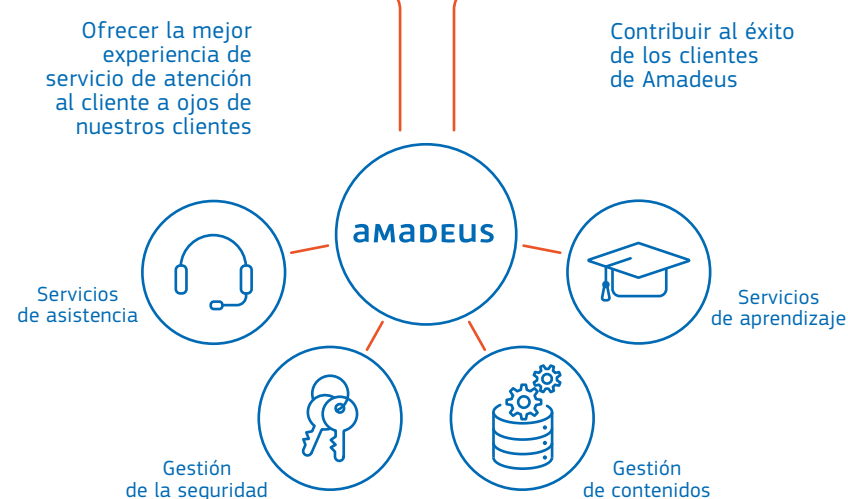 Ofrecer la mejor
experiencia de
servicio de atención
al cliente a ojos de
nuestros clientes
Contribuir al éxito
de los clientes
de Amadeus
amadeus
Servicios
de asistencia
Servicios
de aprendizaje
Gestión
de la seguridad
Gestión
de contenidos